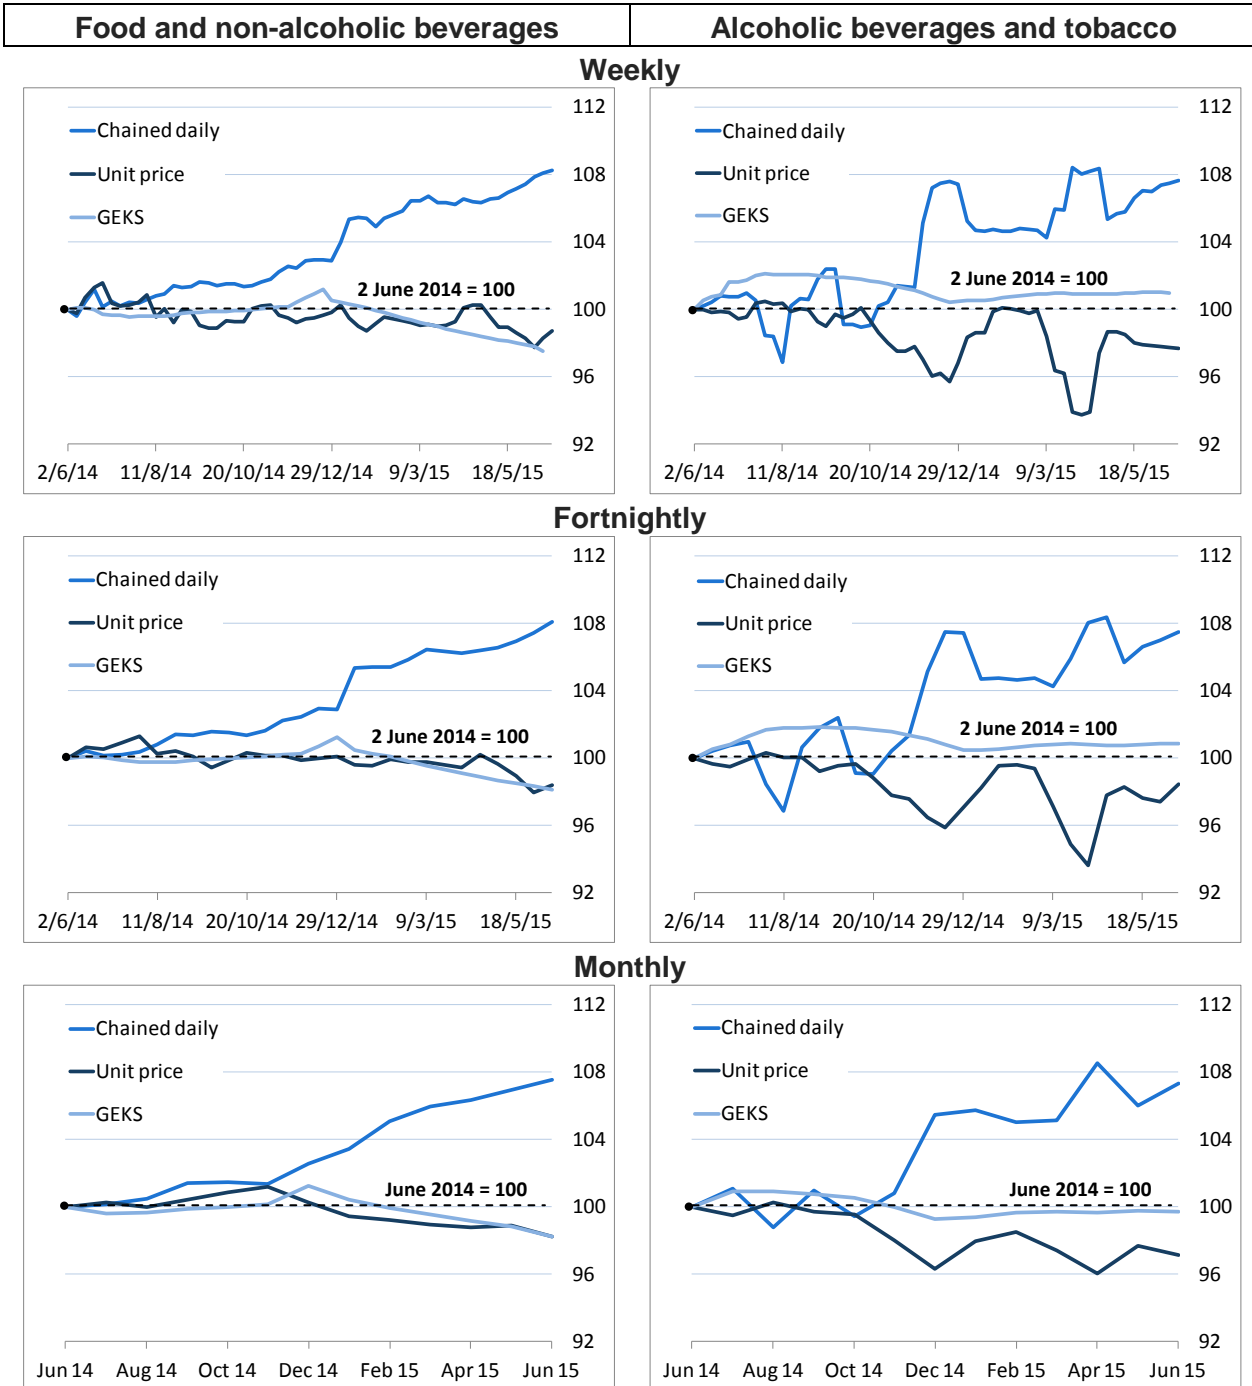 Food and non-alcoholic beverages
Alcoholic beverages and tobacco
Weekly
112
Chained daily
Unit price
108
GEKS
104
2 June 2014 = 100
100
96
92
2/6/14 11/8/14 20/10/14 29/12/14 9/3/15 18/5/15
112
Chained daily
Unit price
108
GEKS
104
2 June 2014 = 100
100
96
92
2/6/14 11/8/14 20/10/14 29/12/14 9/3/15 18/5/15
Fortnightly
112
Chained daily
Unit price
108
GEKS
104
2 June 2014 = 100
100
96
92
2/6/14 11/8/14 20/10/14 29/12/14 9/3/15 18/5/15
112
Chained daily
Unit price
108
GEKS
104
2 June 2014 = 100
100
96
92
2/6/14 11/8/14 20/10/14 29/12/14 9/3/15 18/5/15
Monthly
112
Chained daily
Unit price
108
GEKS
104
June 2014 = 100
100
96
92
Jun 14 Aug 14 Oct 14 Dec 14 Feb 15 Apr 15 Jun 15
112
Chained daily
Unit price
108
GEKS
104
June 2014 = 100
100
96
92
Jun 14 Aug 14 Oct 14 Dec 14 Feb 15 Apr 15 Jun 15